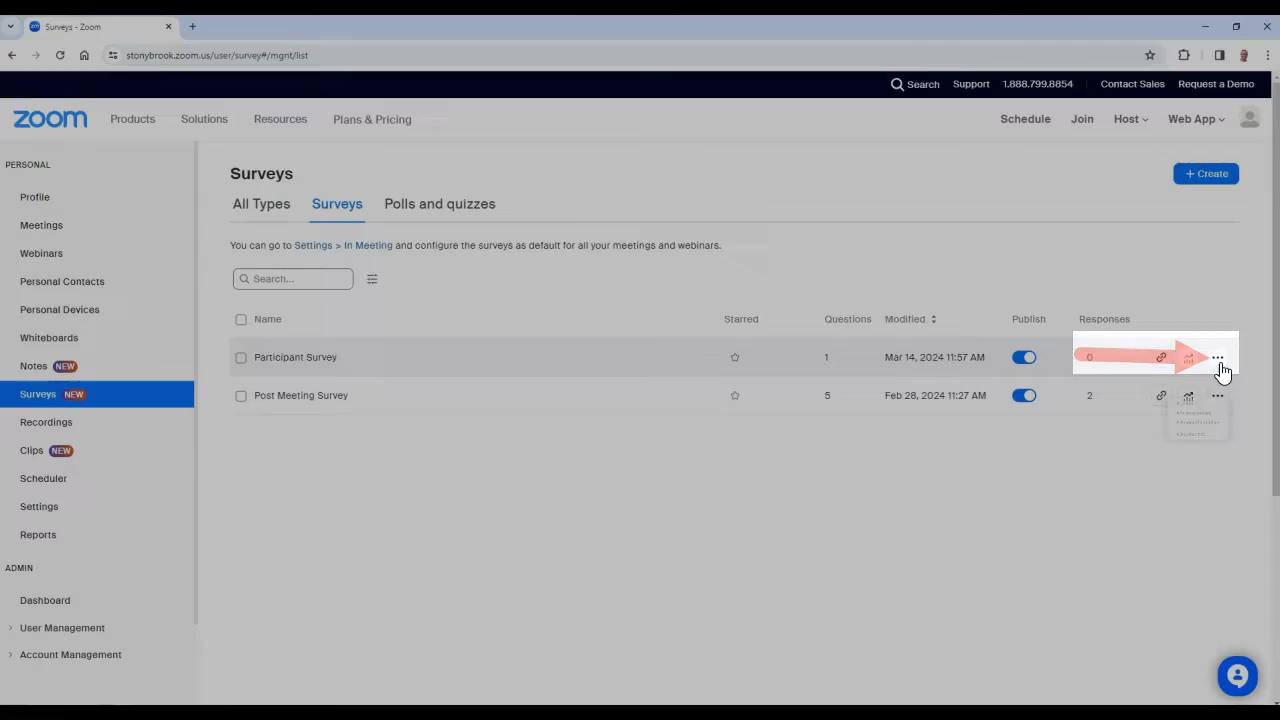 Surveys - Zoom
stonybrook.zoom.us/user/survey#/mgnt/list
Search Support 1.888.799.8854 Contact Sales Request a Demo
zoom Products Solutions Resources Plans & Pricing Schedule Join Host Web App
PERSONAL
Profile
Meetings
Webinars
Personal Contacts
Personal Devices
Whiteboards
Notes NEW
Surveys NEW
Recordings
Clips NEW
Scheduler
Settings
Reports
ADMIN
Dashboard
User Management
Account Management
Surveys
+ Create
All Types Surveys Polls and quizzes
You can go to Settings > In Meeting and configure the surveys as default for all your meetings and webinars.
Search...
Name Starred Questions Modified Publish Responses
Participant Survey 1 Mar 14, 2024 11:57 AM 0
Post Meeting Survey 5 Feb 28, 2024 11:27 AM 2